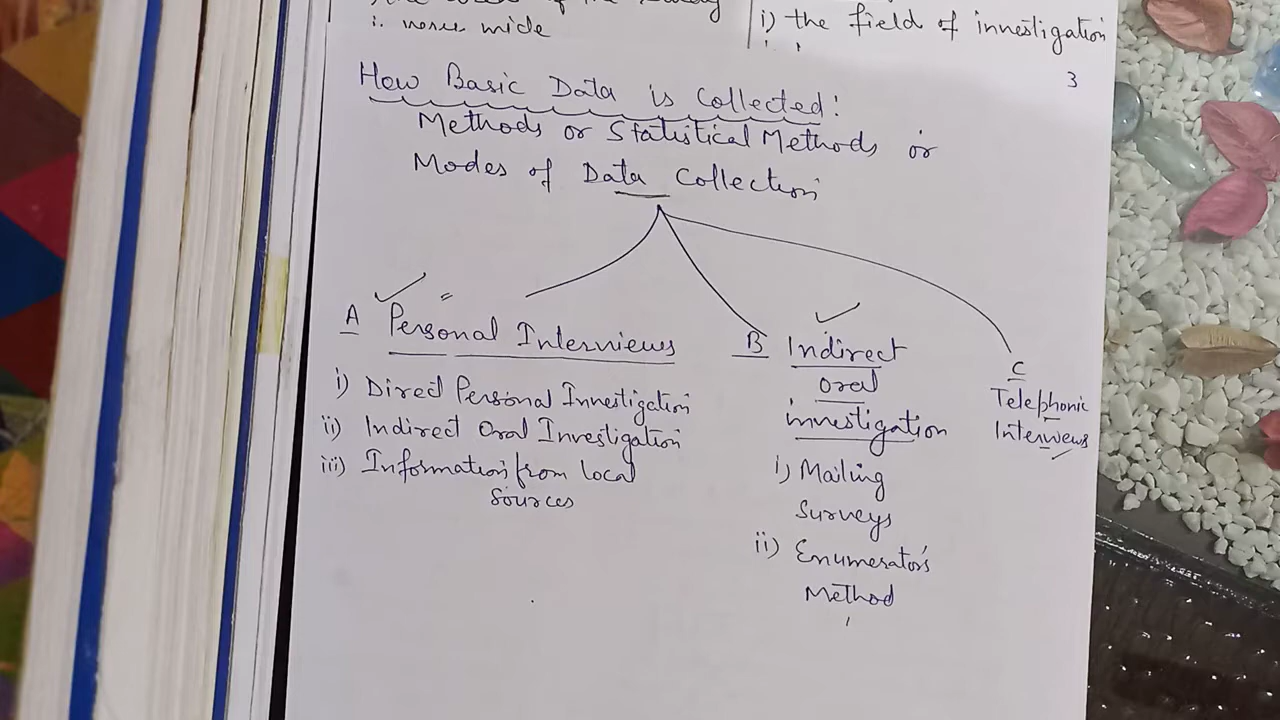 i. more wide
i) the field of investigation
3
How Basic Data is Collected:
Methods or Statistical Methods or
Modes of Data Collection
A Personal Interviews
i) Direct Personal Investigation
ii) Indirect Oral Investigation
iii) Information from local
Sources
B Indirect
oral
investigation
i) Mailing
Surveys
ii) Enumerator's
Method
C
Telephonic
Interviews